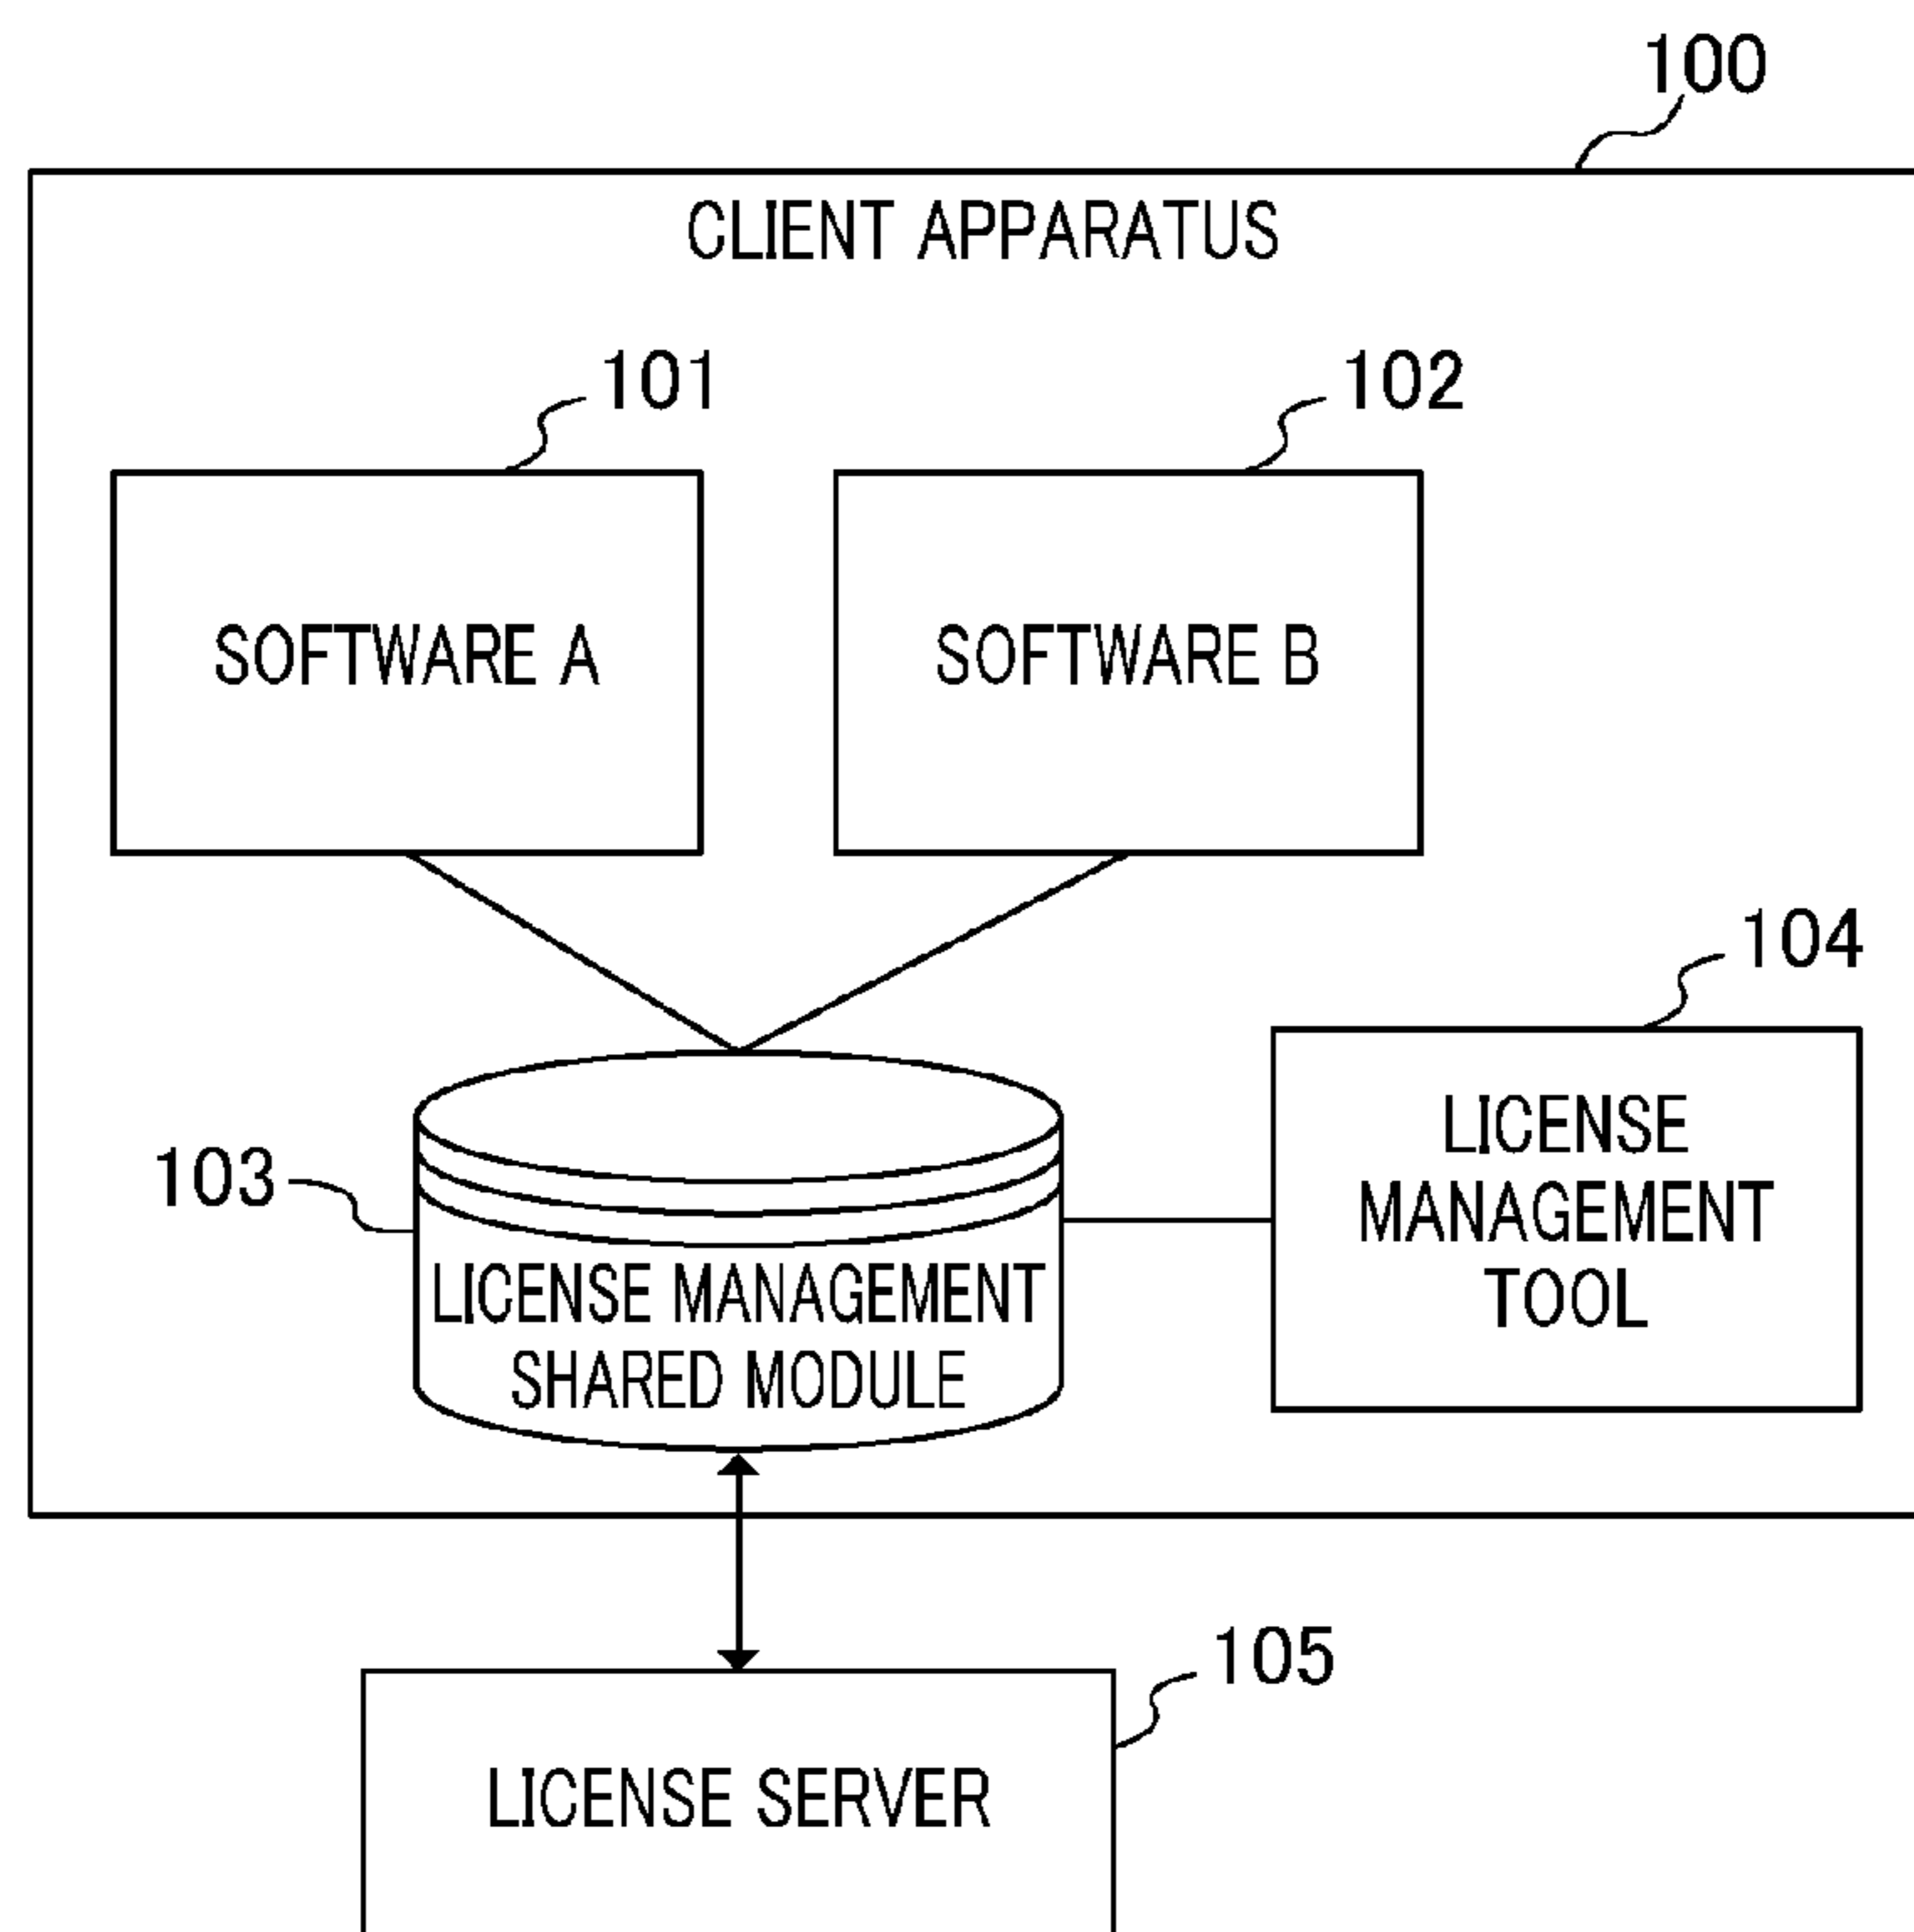 100
CLIENT APPARATUS
101
102
SOFTWARE A
SOFTWARE B
104
LICENSE
MANAGEMENT
TOOL
103
LICENSE MANAGEMENT
SHARED MODULE
105
LICENSE SERVER